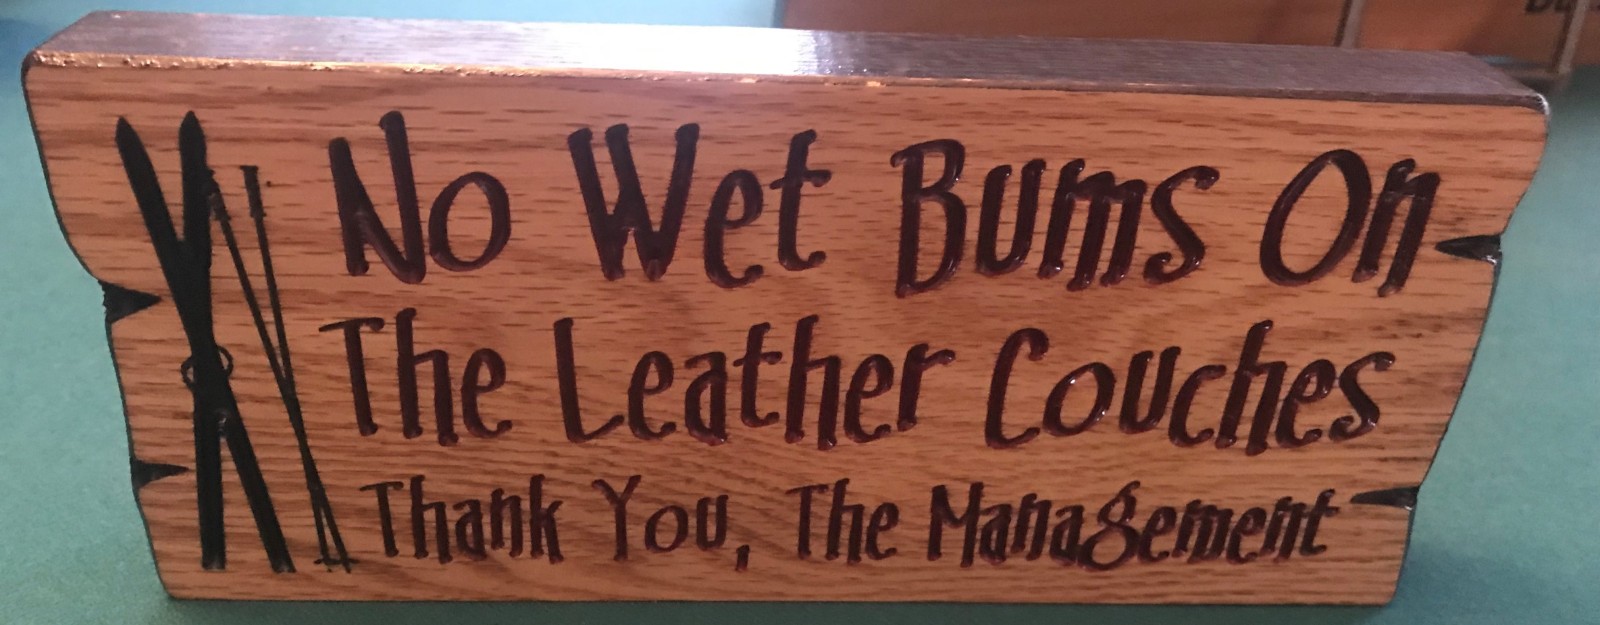 No Wet Bums On
The Leather Couches
Thank You, The Management